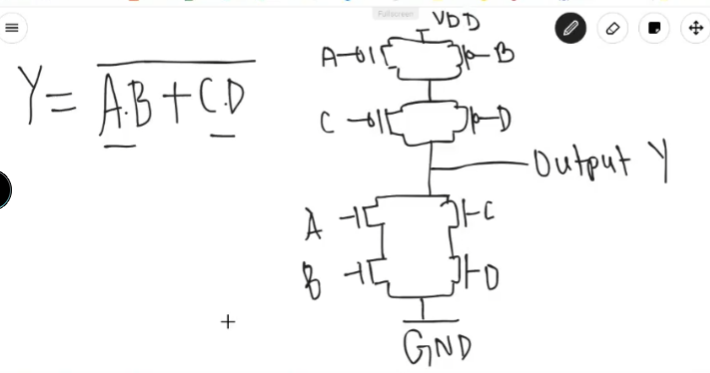 Fullscreen
VDD
A B
Y = \overline{A.B + C.D}
C D
Output Y
A C
B D
GND